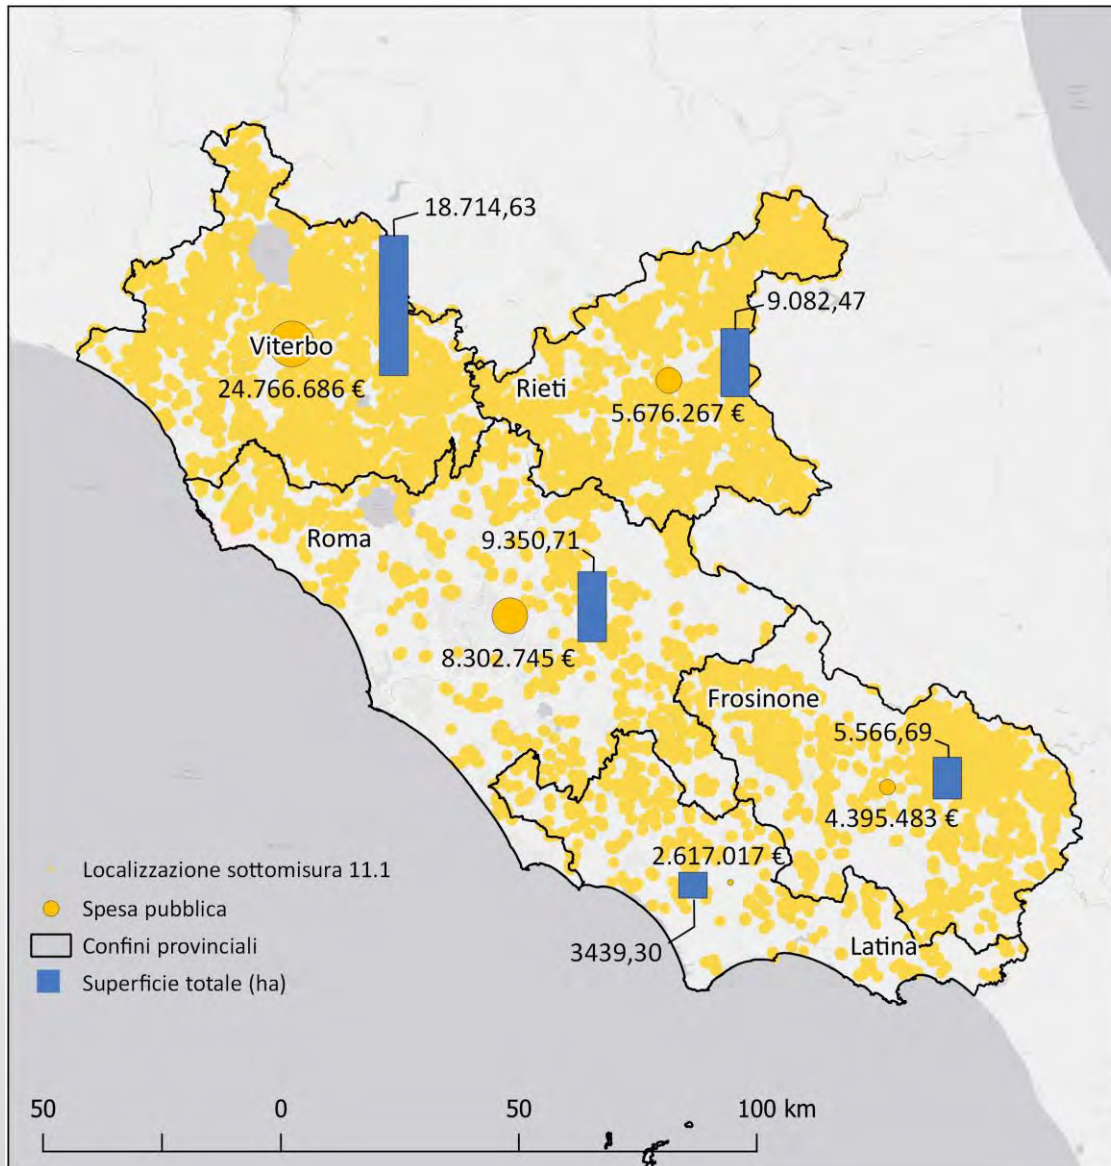 18.714,63
9.082,47
Viterbo
24.766.686 €
Rieti
5.676.267 €
Roma
9.350,71
8.302.745 €
Frosinone
5.566,69
4.395.483 €
2.617.017 €
3439,30
Latina
Localizzazione sottomisura 11.1
Spesa pubblica
Confini provinciali
Superficie totale (ha)
50 0 50 100 km